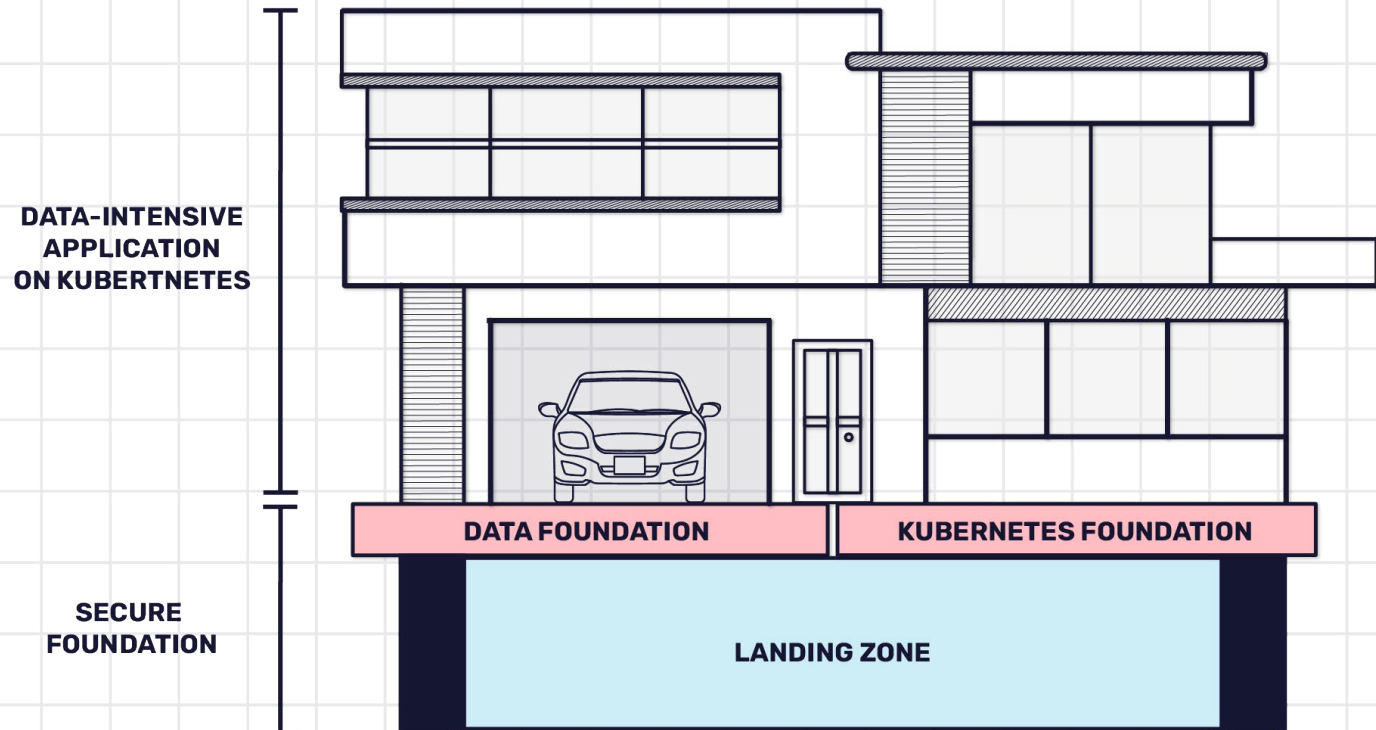 DATA-INTENSIVE
APPLICATION
ON KUBERTNETES
DATA FOUNDATION
KUBERNETES FOUNDATION
SECURE
FOUNDATION
LANDING ZONE